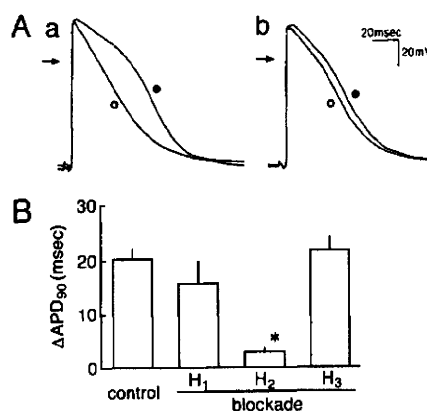 A
a
b
20msec
20mV
B
30
20
10
0
ΔAPD90 (msec)
*
control
H1
H2
H3
blockade